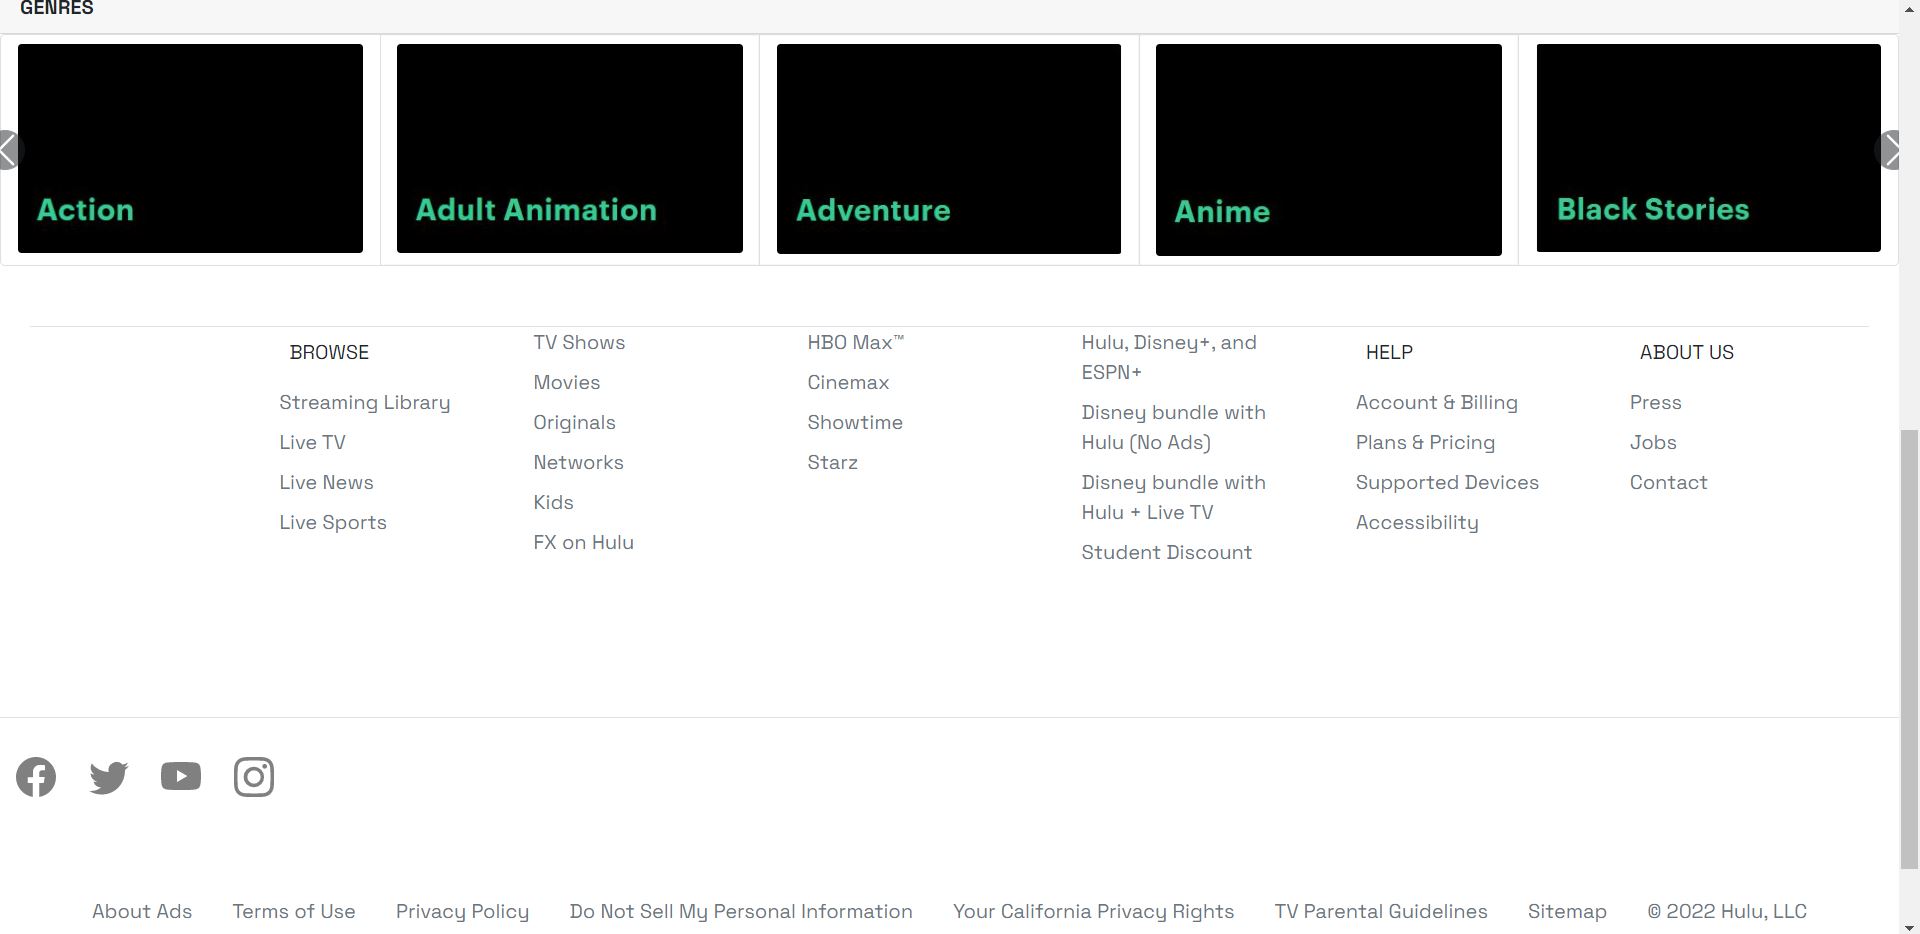 GENRES
Action
Adult Animation
Adventure
Anime
Black Stories
BROWSE
Streaming Library
Live TV
Live News
Live Sports
TV Shows
Movies
Originals
Networks
Kids
FX on Hulu
HBO Max™
Cinemax
Showtime
Starz
Hulu, Disney+, and
ESPN+
Disney bundle with
Hulu (No Ads)
Disney bundle with
Hulu + Live TV
Student Discount
HELP
Account & Billing
Plans & Pricing
Supported Devices
Accessibility
ABOUT US
Press
Jobs
Contact
About Ads
Terms of Use
Privacy Policy
Do Not Sell My Personal Information
Your California Privacy Rights
TV Parental Guidelines
Sitemap
© 2022 Hulu, LLC